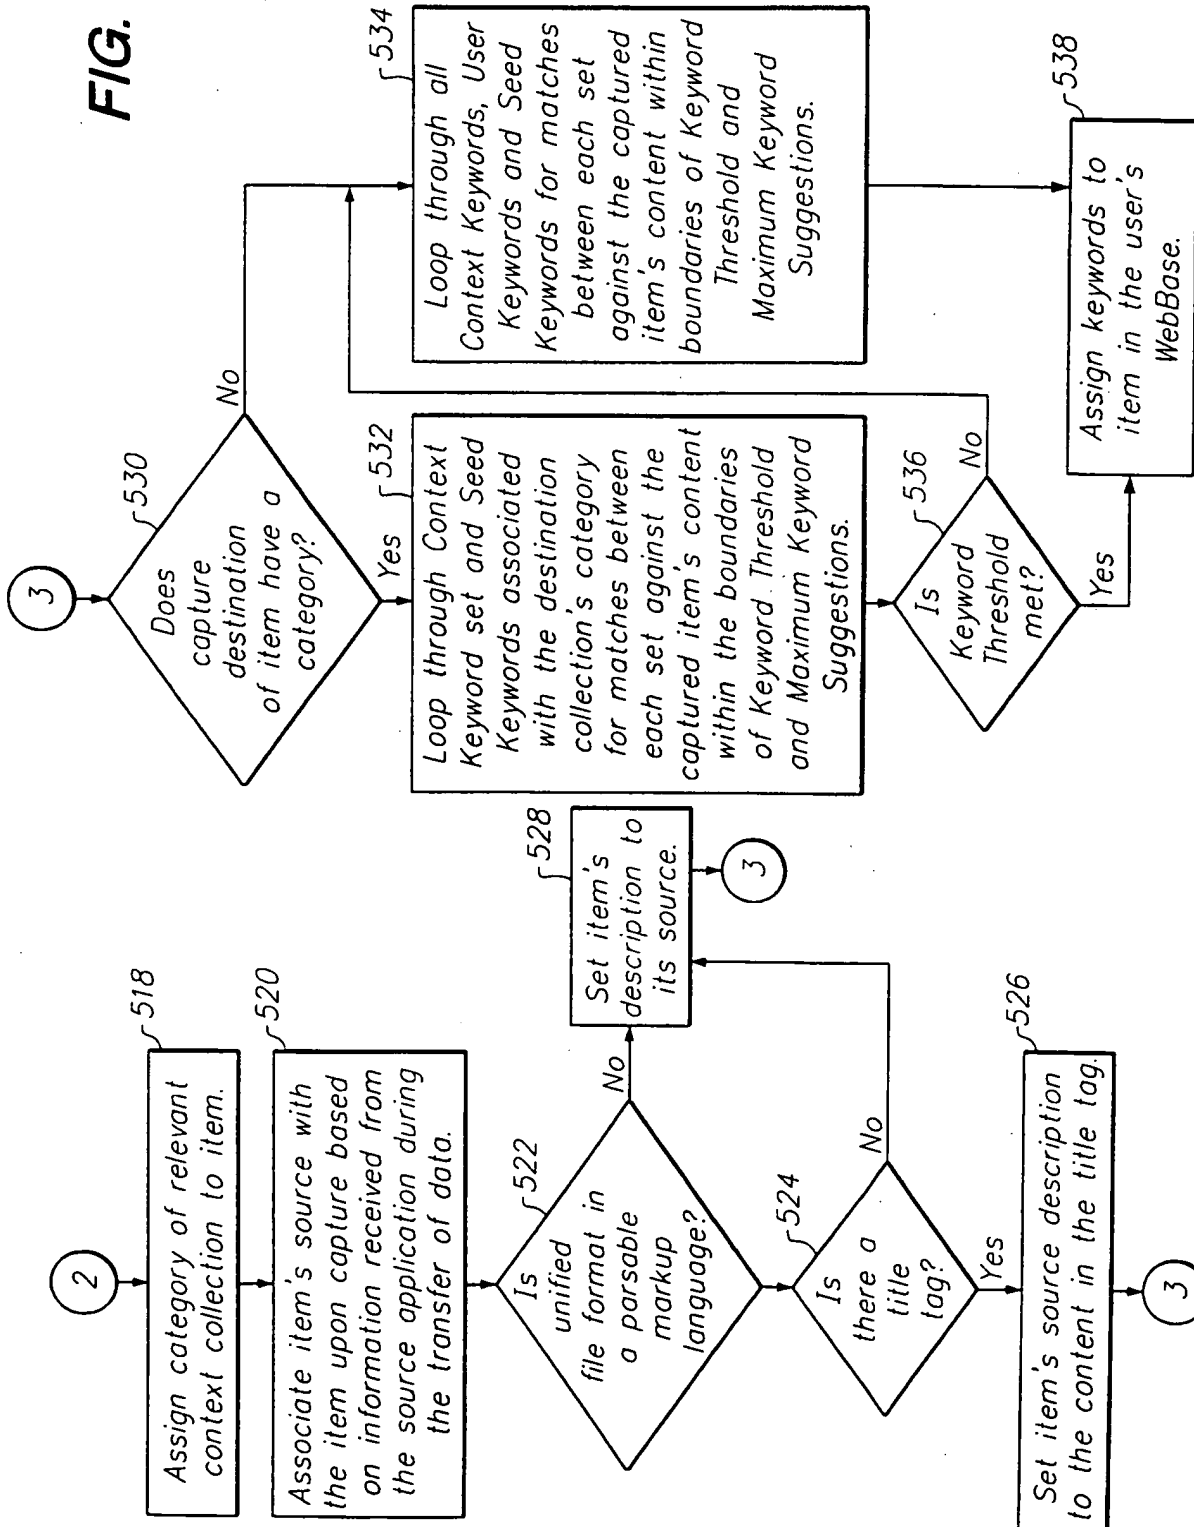 FIG.
2
518
Assign category of relevant
context collection to item.
520
Associate item's source with
the item upon capture based
on information received from
the source application during
the transfer of data.
522
Is
unified
file format in
a parsable
markup
language?
No
528
Set item's
description to
its source.
3
524
Is
there a
title
tag?
No
Yes
526
Set item's source description
to the content in the title tag.
3
3
530
Does
capture
destination
of item have a
category?
No
Yes
532
Loop through Context
Keyword set and Seed
Keywords associated
with the destination
collection's category
for matches between
each set against the
captured item's content
within the boundaries
of Keyword Threshold
and Maximum Keyword
Suggestions.
534
Loop through all
Context Keywords, User
Keywords and Seed
Keywords for matches
between each set
against the captured
item's content within
boundaries of Keyword
Threshold and
Maximum Keyword
Suggestions.
536
Is
Keyword
Threshold
met?
No
Yes
538
Assign keywords to
item in the user's
WebBase.